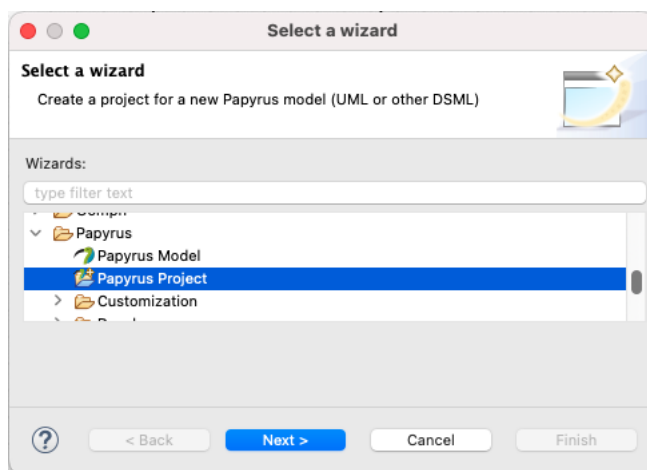 Select a wizard
Select a wizard
Create a project for a new Papyrus model (UML or other DSML)
Wizards:
type filter text
Papyrus
Papyrus Model
Papyrus Project
Customization
? < Back Next > Cancel Finish